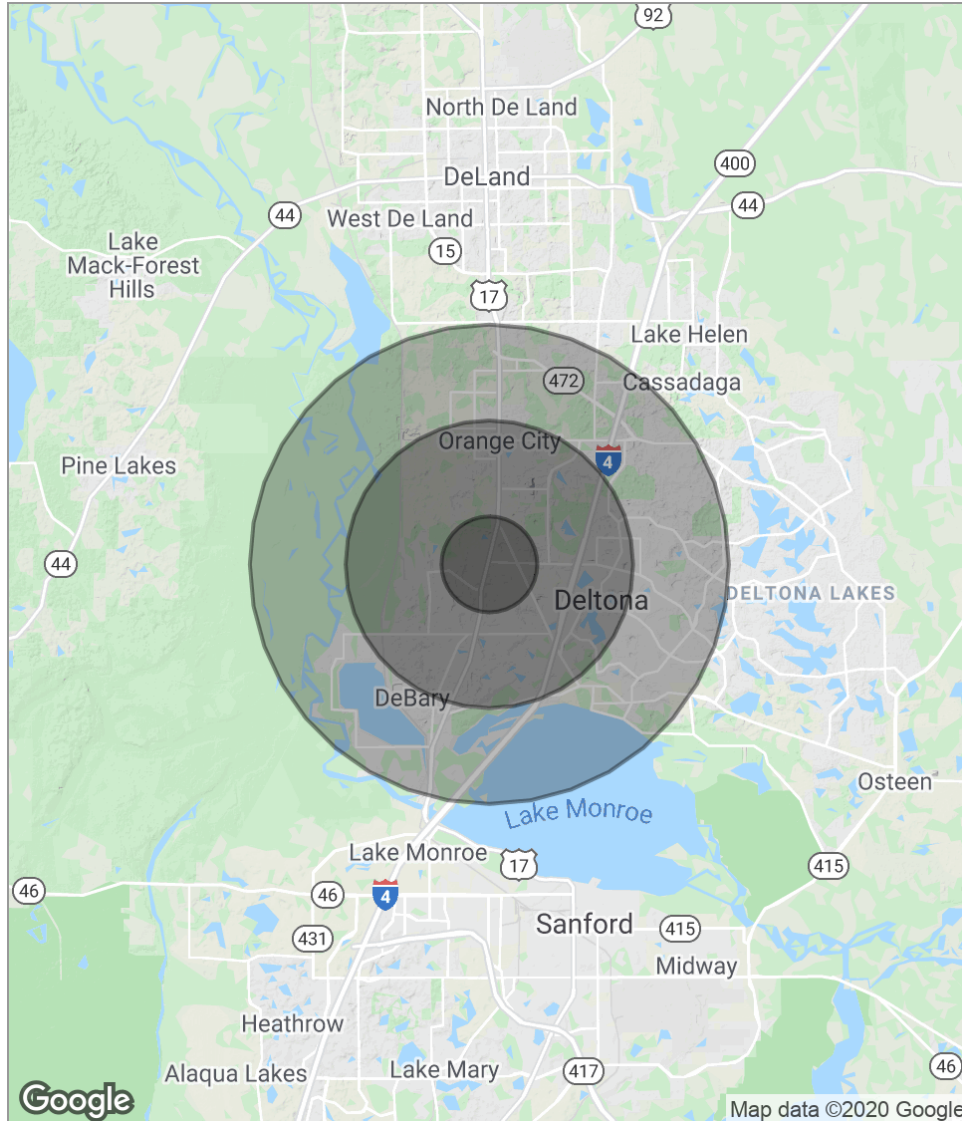 92
North De Land
400
DeLand
44
44
West De Land
15
Lake
Mack-Forest
Hills
17
Lake Helen
472
Cassadaga
Orange City
4
Pine Lakes
44
Deltona
DELTONA LAKES
DeBary
Osteen
Lake Monroe
Lake Monroe
17
415
46
46
4
Sanford
415
431
Midway
Heathrow
Alaqua Lakes
Lake Mary
417
46
Google
Map data ©2020 Google